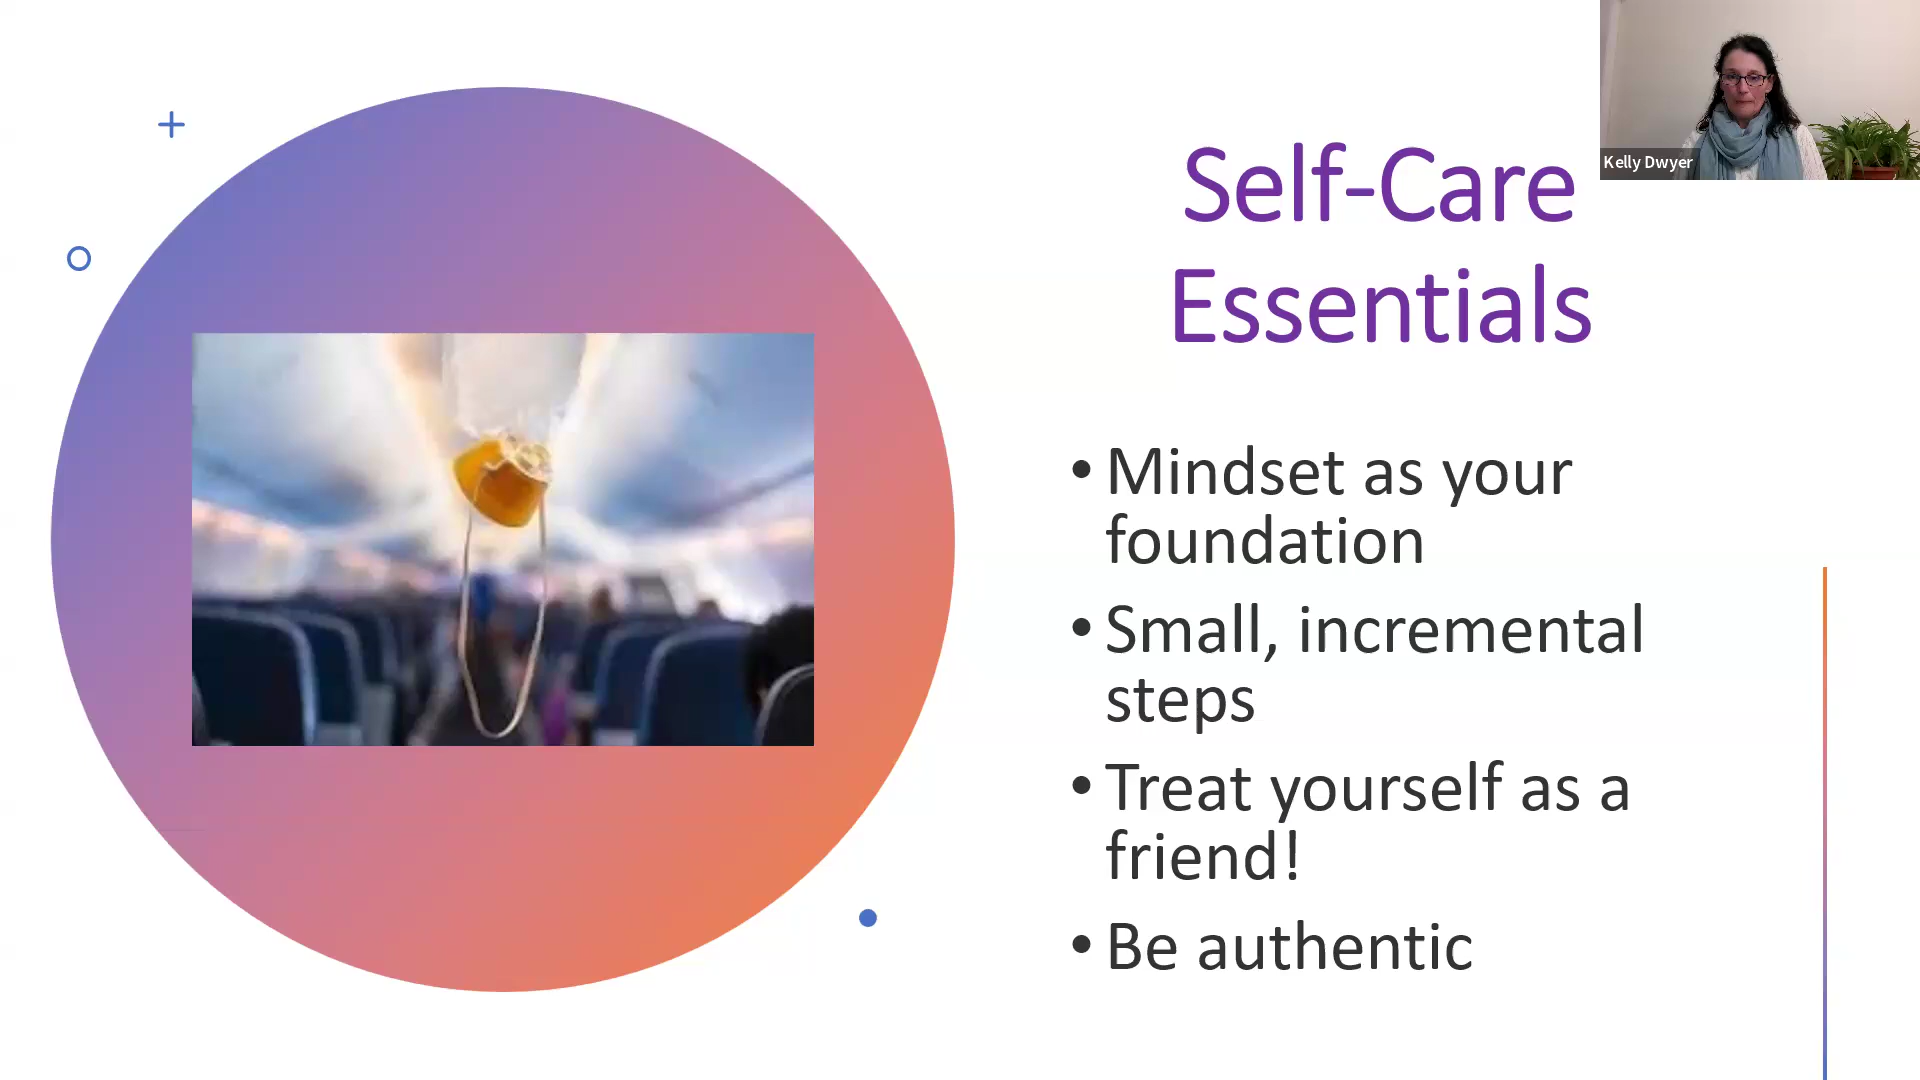 Self-Care
Essentials
Kelly Dwyer
• Mindset as your
foundation
• Small, incremental
steps
• Treat yourself as a
friend!
• Be authentic